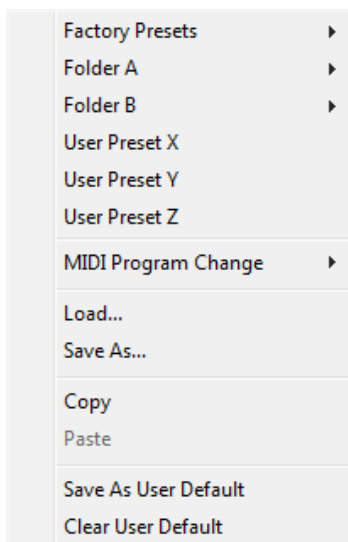 Factory Presets
Folder A
Folder B
User Preset X
User Preset Y
User Preset Z
MIDI Program Change
Load...
Save As...
Copy
Paste
Save As User Default
Clear User Default